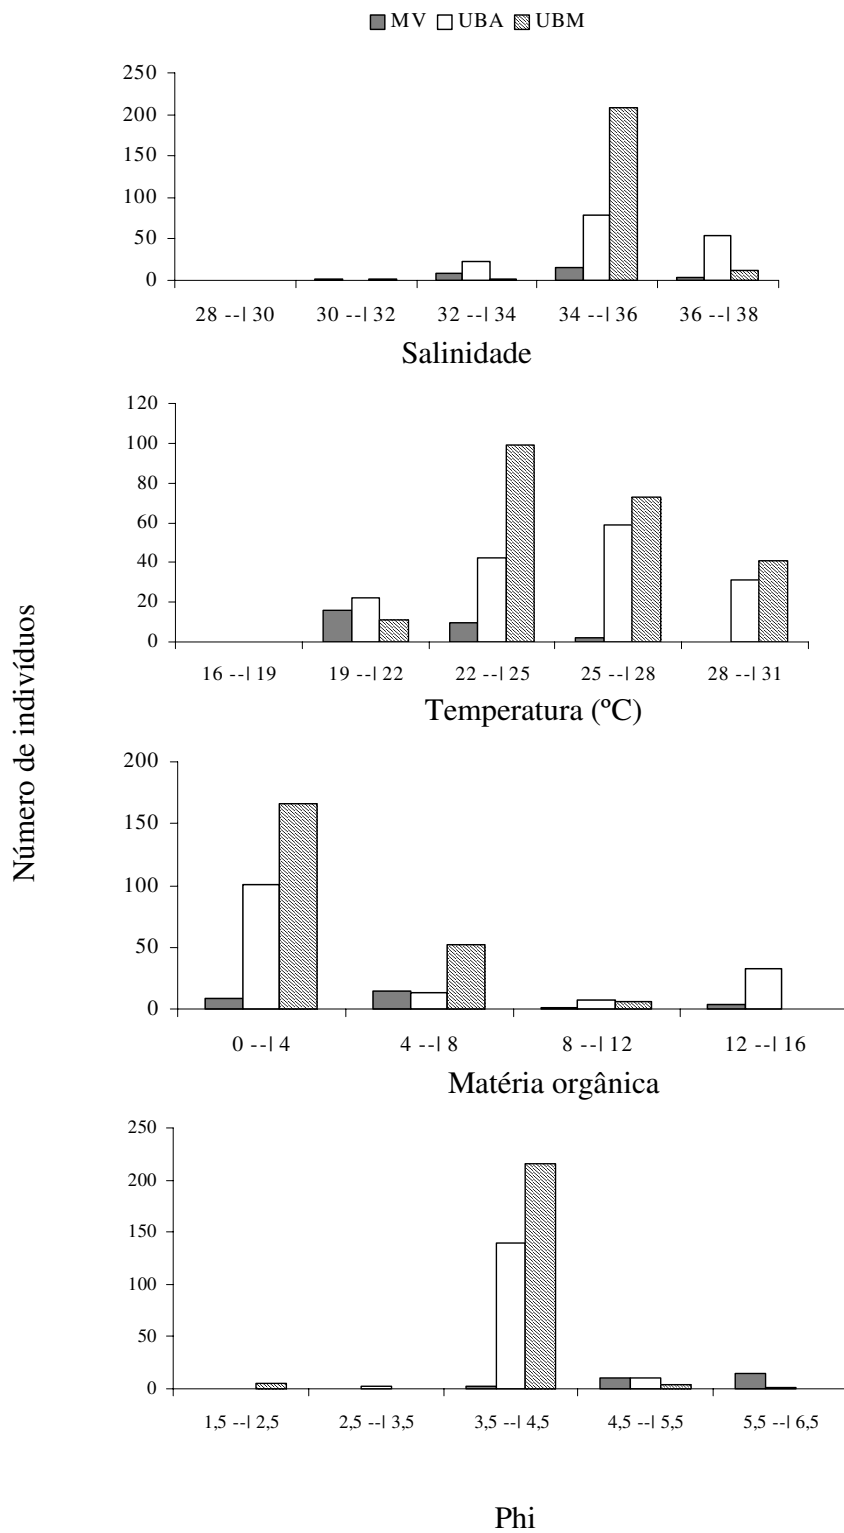 MV UBA UBM
250
200
150
100
50
0
28 --| 30 30 --| 32 32 --| 34 34 --| 36 36 --| 38
Salinidade
120
100
80
60
40
20
0
16 --| 19 19 --| 22 22 --| 25 25 --| 28 28 --| 31
Temperatura (ºC)
Número de indivíduos
200
150
100
50
0
0 --| 4 4 --| 8 8 --| 12 12 --| 16
Matéria orgânica
250
200
150
100
50
0
1,5 --| 2,5 2,5 --| 3,5 3,5 --| 4,5 4,5 --| 5,5 5,5 --| 6,5
Phi